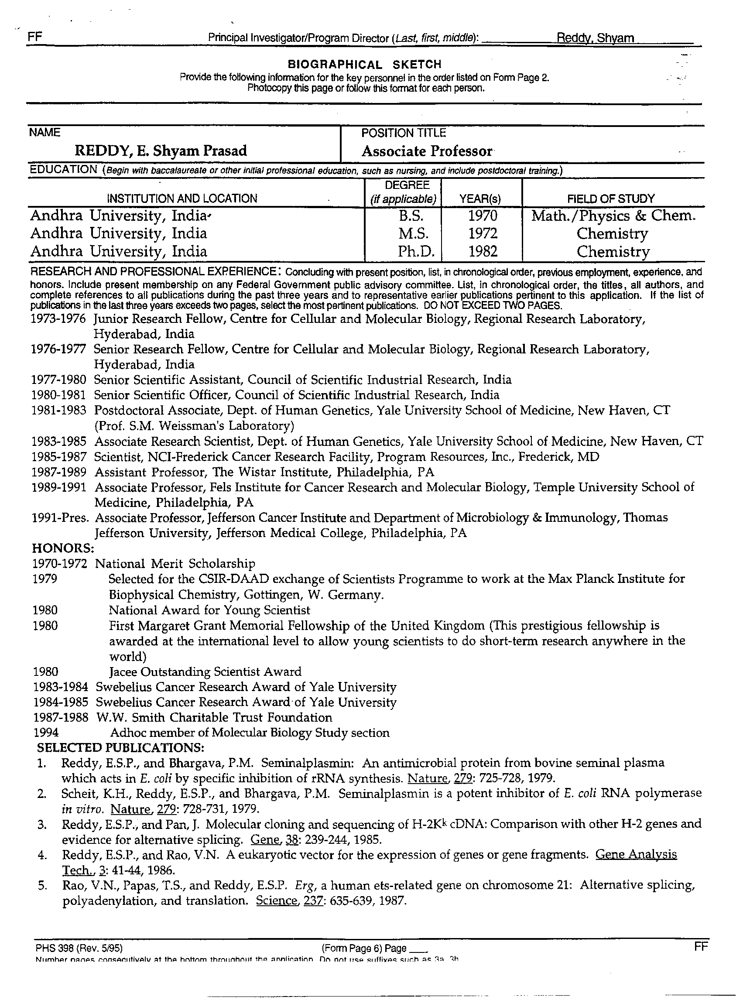 FF Principal Investigator/Program Director (Last, first, middle): Reddy, Shyam
BIOGRAPHICAL SKETCH
Provide the following information for the key personnel in the order listed on Form Page 2.
Photocopy this page or follow this format for each person.
NAME POSITION TITLE
REDDY, E. Shyam Prasad Associate Professor
EDUCATION (Begin with baccalaureate or other initial professional education, such as nursing, and include postdoctoral training.)
INSTITUTION AND LOCATION DEGREE (if applicable) YEAR(s) FIELD OF STUDY
Andhra University, India B.S. 1970 Math./Physics & Chem.
Andhra University, India M.S. 1972 Chemistry
Andhra University, India Ph.D. 1982 Chemistry
RESEARCH AND PROFESSIONAL EXPERIENCE: Concluding with present position, list, in chronological order, previous employment, experience, and
honors. Include present membership on any Federal Government public advisory committee. List, in chronological order, the titles, all authors, and
complete references to all publications during the past three years and to representative earlier publications pertinent to this application. If the list of
publications in the last three years exceeds two pages, select the most pertinent publications. DO NOT EXCEED TWO PAGES.
1973-1976 Junior Research Fellow, Centre for Cellular and Molecular Biology, Regional Research Laboratory,
Hyderabad, India
1976-1977 Senior Research Fellow, Centre for Cellular and Molecular Biology, Regional Research Laboratory,
Hyderabad, India
1977-1980 Senior Scientific Assistant, Council of Scientific Industrial Research, India
1980-1981 Senior Scientific Officer, Council of Scientific Industrial Research, India
1981-1983 Postdoctoral Associate, Dept. of Human Genetics, Yale University School of Medicine, New Haven, CT
(Prof. S.M. Weissman's Laboratory)
1983-1985 Associate Research Scientist, Dept. of Human Genetics, Yale University School of Medicine, New Haven, CT
1985-1987 Scientist, NCI-Frederick Cancer Research Facility, Program Resources, Inc., Frederick, MD
1987-1989 Assistant Professor, The Wistar Institute, Philadelphia, PA
1989-1991 Associate Professor, Fels Institute for Cancer Research and Molecular Biology, Temple University School of
Medicine, Philadelphia, PA
1991-Pres. Associate Professor, Jefferson Cancer Institute and Department of Microbiology & Immunology, Thomas
Jefferson University, Jefferson Medical College, Philadelphia, PA
HONORS:
1970-1972 National Merit Scholarship
1979 Selected for the CSIR-DAAD exchange of Scientists Programme to work at the Max Planck Institute for
Biophysical Chemistry, Gottingen, W. Germany.
1980 National Award for Young Scientist
1980 First Margaret Grant Memorial Fellowship of the United Kingdom (This prestigious fellowship is
awarded at the international level to allow young scientists to do short-term research anywhere in the
world)
1980 Jacee Outstanding Scientist Award
1983-1984 Swebelius Cancer Research Award of Yale University
1984-1985 Swebelius Cancer Research Award of Yale University
1987-1988 W.W. Smith Charitable Trust Foundation
1994 Adhoc member of Molecular Biology Study section
SELECTED PUBLICATIONS:
1. Reddy, E.S.P., and Bhargava, P.M. Seminalplasmin: An antimicrobial protein from bovine seminal plasma
which acts in E. coli by specific inhibition of rRNA synthesis. Nature, 279: 725-728, 1979.
2. Scheit, K.H., Reddy, E.S.P., and Bhargava, P.M. Seminalplasmin is a potent inhibitor of E. coli RNA polymerase
in vitro. Nature, 279: 728-731, 1979.
3. Reddy, E.S.P., and Pan, J. Molecular cloning and sequencing of H-2Kᵏ cDNA: Comparison with other H-2 genes and
evidence for alternative splicing. Gene, 38: 239-244, 1985.
4. Reddy, E.S.P., and Rao, V.N. A eukaryotic vector for the expression of genes or gene fragments. Gene Analysis
Tech., 3: 41-44, 1986.
5. Rao, V.N., Papas, T.S., and Reddy, E.S.P. Erg, a human ets-related gene on chromosome 21: Alternative splicing,
polyadenylation, and translation. Science, 237: 635-639, 1987.
PHS 398 (Rev. 5/95) (Form Page 6) Page ____ FF
Number pages consecutively at the bottom throughout the application. Do not use suffixes such as 3a, 3b.